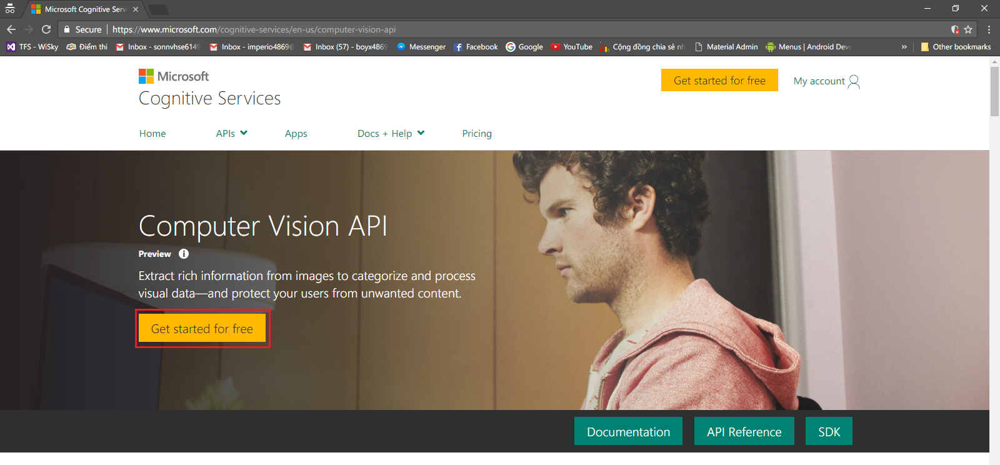 Microsoft Cognitive Serv
Secure https://www.microsoft.com/cognitive-services/en-us/computer-vision-api
TFS - WiSky Điểm thi Inbox - sonnvhse6149 Inbox - imperio4869@ Inbox (57) - boyx4869 Messenger Facebook Google YouTube Cộng đồng chia sẻ nh Material Admin Menus | Android Deve » Other bookmarks
Microsoft
Cognitive Services
Get started for free My account
Home APIs Apps Docs + Help Pricing
Computer Vision API
Preview
Extract rich information from images to categorize and process
visual data—and protect your users from unwanted content.
Get started for free
Documentation API Reference SDK